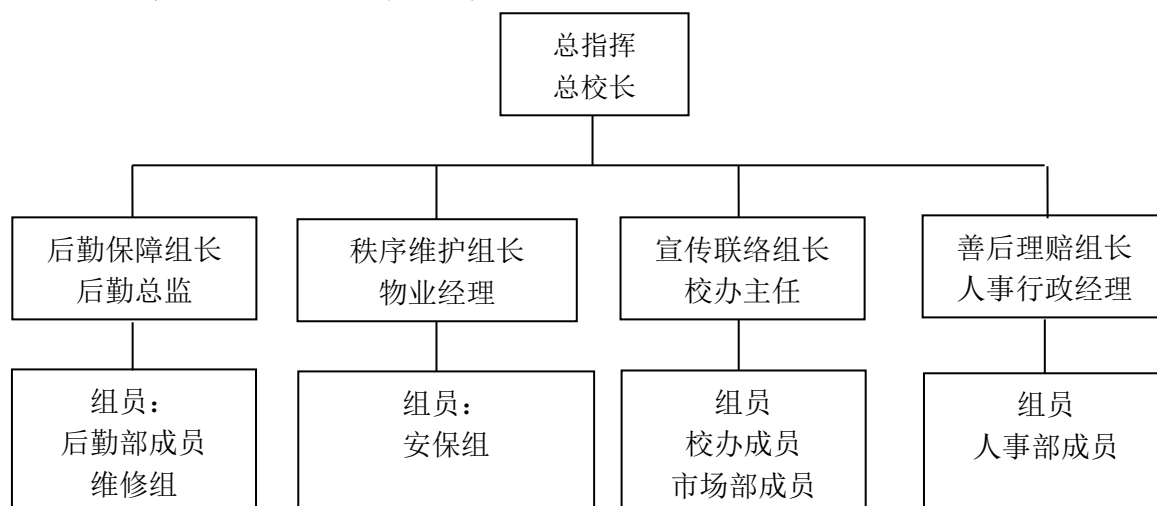 总指挥
总校长
后勤保障组长
后勤总监
秩序维护组长
物业经理
宣传联络组长
校办主任
善后理赔组长
人事行政经理
组员：
后勤部成员
维修组
组员：
安保组
组员
校办成员
市场部成员
组员
人事部成员